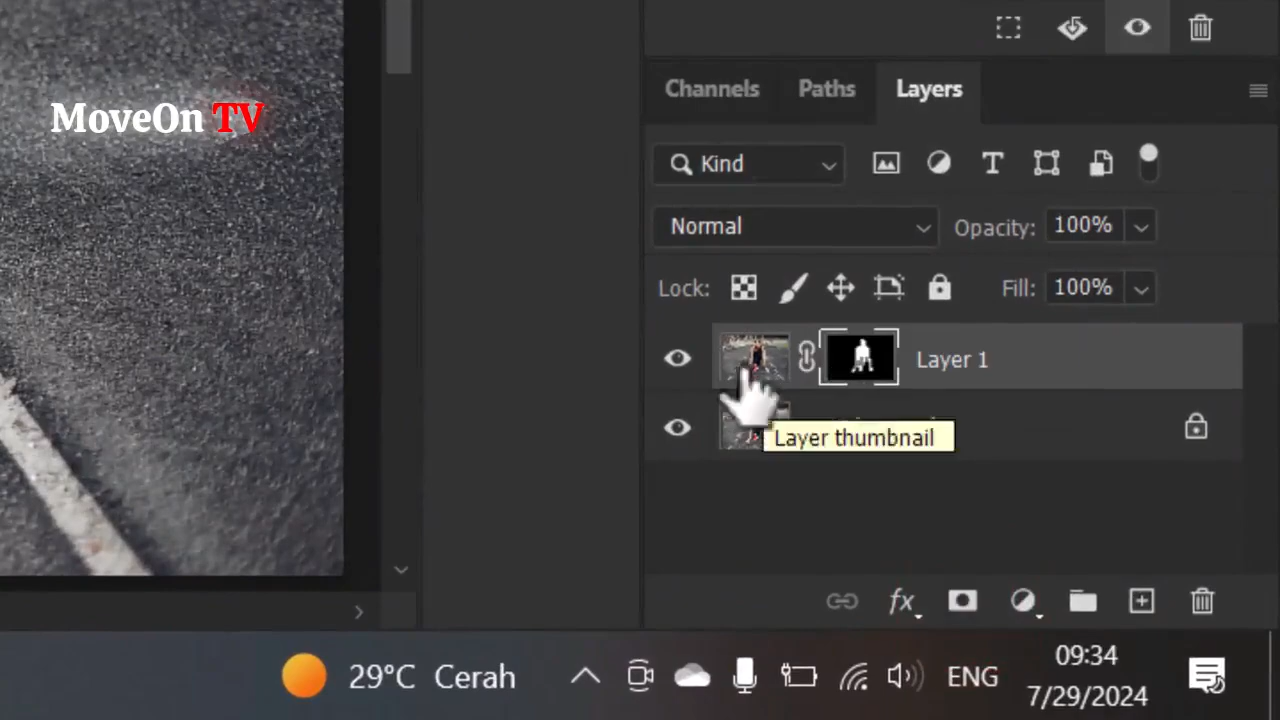 MoveOn TV
Channels
Paths
Layers
Kind
Normal
Opacity:
100%
Lock:
Fill:
100%
Layer 1
Layer thumbnail
fx
29°C Cerah
ENG
09:34
7/29/2024